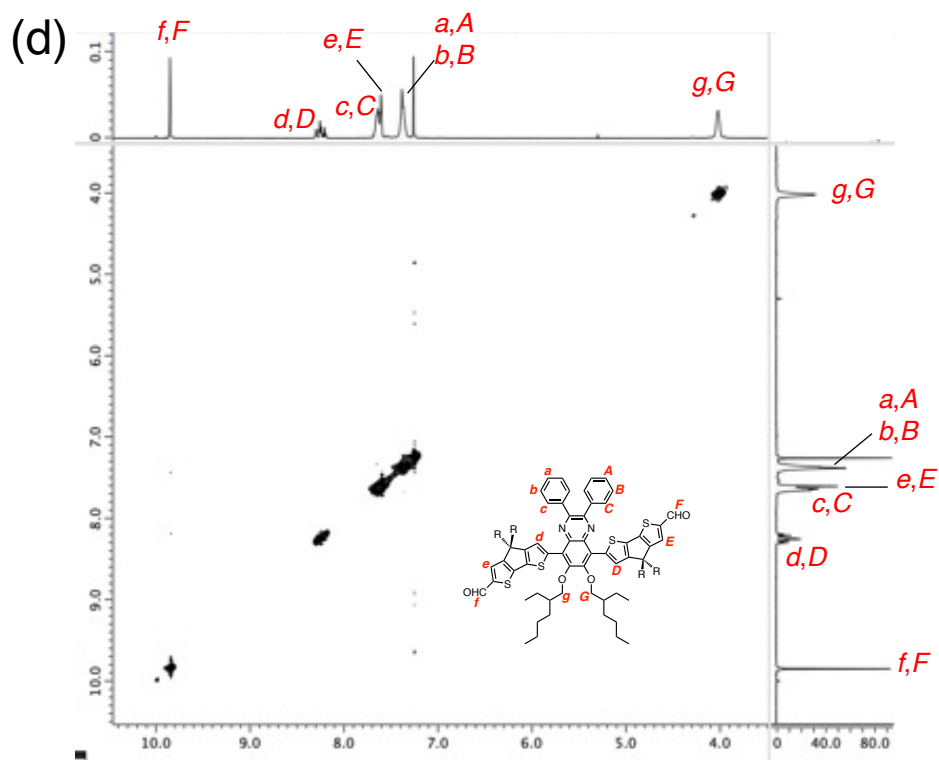 (d)
f,F
e,E
a,A
b,B
d,D
c,C
g,G
0.1
0
4.0
5.0
6.0
7.0
8.0
9.0
10.0
g,G
a,A
b,B
e,E
c,C
d,D
f,F
a
b
c
A
B
C
N
N
R
R
d
e
S
S
OHC
f
O
O
g
G
S
S
D
E
R
R
CHO
F
10.0
8.0
7.0
6.0
5.0
4.0
0
40.0
80.0